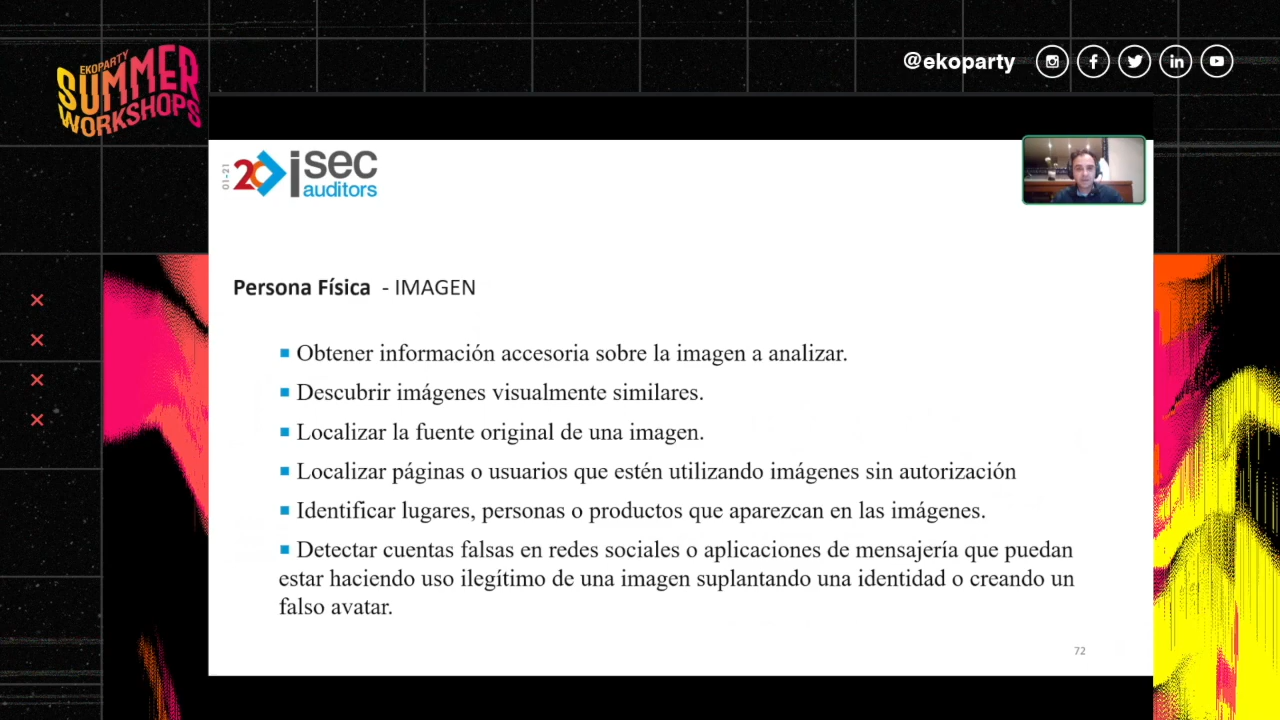 EKOPARTY
SUMMER
WORKSHOPS
@ekoparty
01-21
20
isec
auditors
Persona Física - IMAGEN
Obtener información accesoria sobre la imagen a analizar.
Descubrir imágenes visualmente similares.
Localizar la fuente original de una imagen.
Localizar páginas o usuarios que estén utilizando imágenes sin autorización
Identificar lugares, personas o productos que aparezcan en las imágenes.
Detectar cuentas falsas en redes sociales o aplicaciones de mensajería que puedan
estar haciendo uso ilegítimo de una imagen suplantando una identidad o creando un
falso avatar.
72